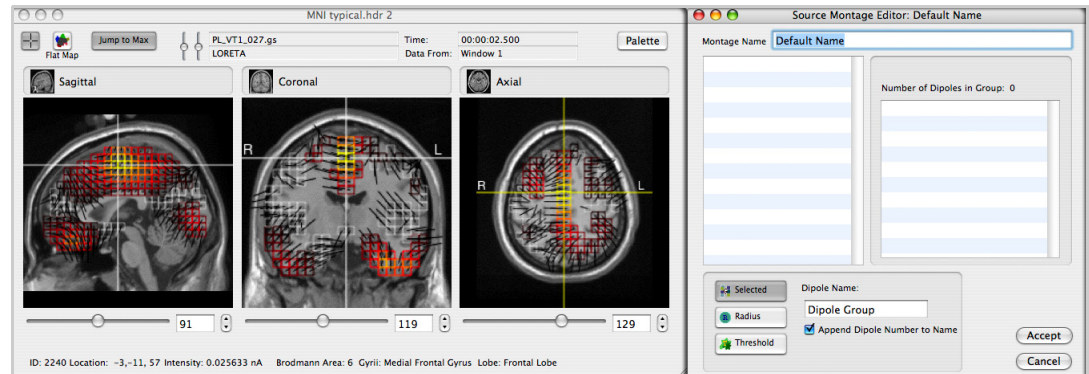 MNI typical.hdr 2
Flat Map
Jump to Max
PL_VT1_027.gs
LORETA
Time:
00:00:02.500
Data From:
Window 1
Palette
Sagittal
Coronal
Axial
R
L
R
L
91
119
129
ID: 2240 Location: -3,-11, 57 Intensity: 0.025633 nA Brodmann Area: 6 Gyrii: Medial Frontal Gyrus Lobe: Frontal Lobe
Source Montage Editor: Default Name
Montage Name
Default Name
Number of Dipoles in Group: 0
Selected
Radius
Threshold
Dipole Name:
Dipole Group
Append Dipole Number to Name
Accept
Cancel